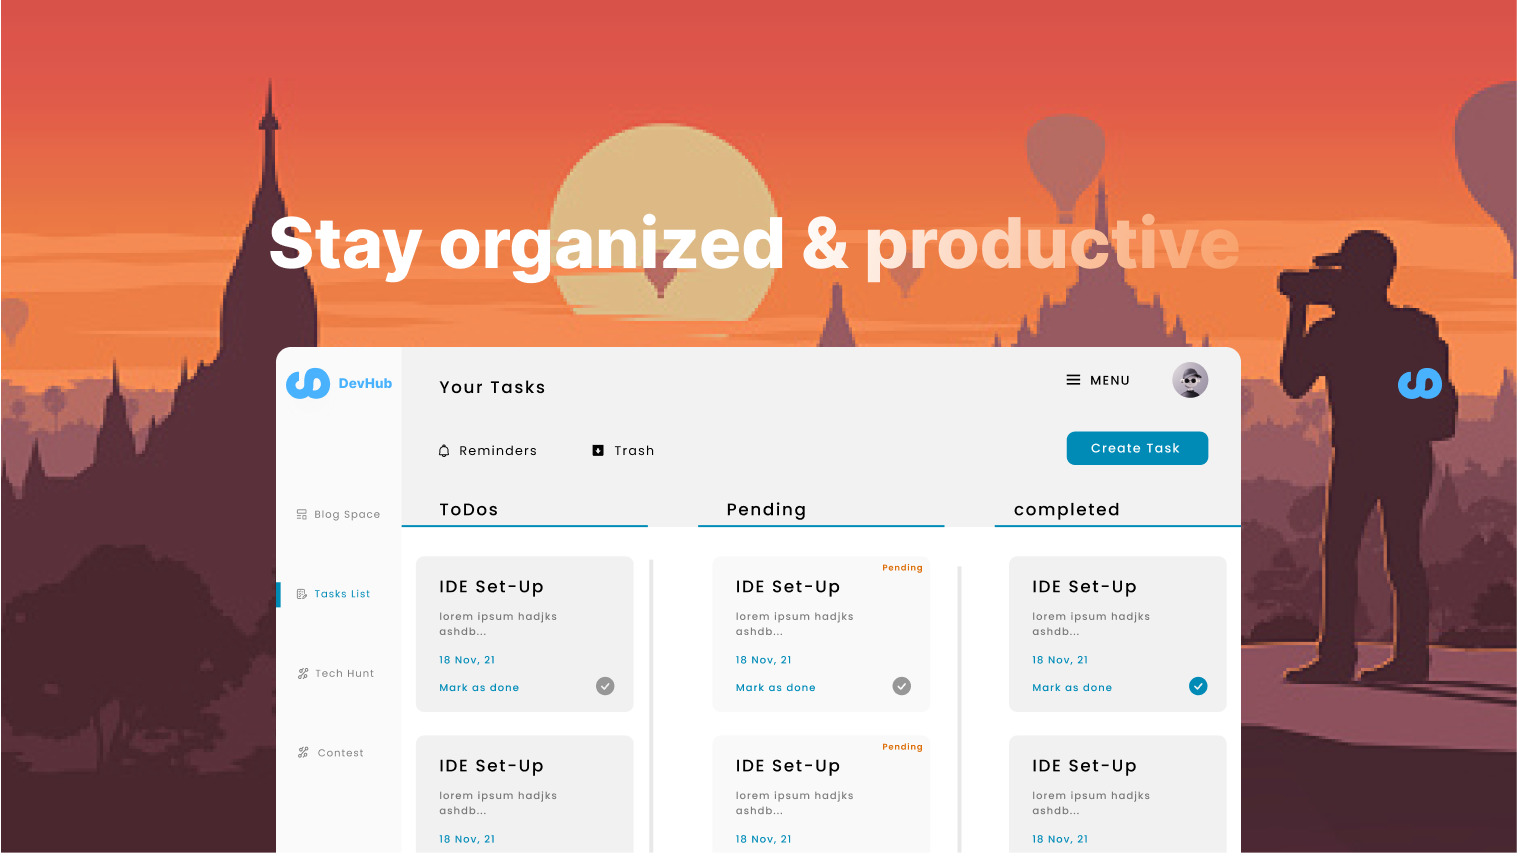 Stay organized & productive
DevHub
Your Tasks
MENU
Reminders
Trash
Create Task
ToDos
Pending
completed
Blog Space
Tasks List
Tech Hunt
Contest
IDE Set-Up
lorem ipsum hadjks
ashdb...
18 Nov, 21
Mark as done
IDE Set-Up
lorem ipsum hadjks
ashdb...
18 Nov, 21
Pending
IDE Set-Up
lorem ipsum hadjks
ashdb...
18 Nov, 21
Mark as done
Pending
IDE Set-Up
lorem ipsum hadjks
ashdb...
18 Nov, 21
IDE Set-Up
lorem ipsum hadjks
ashdb...
18 Nov, 21
Mark as done
IDE Set-Up
lorem ipsum hadjks
ashdb...
18 Nov, 21